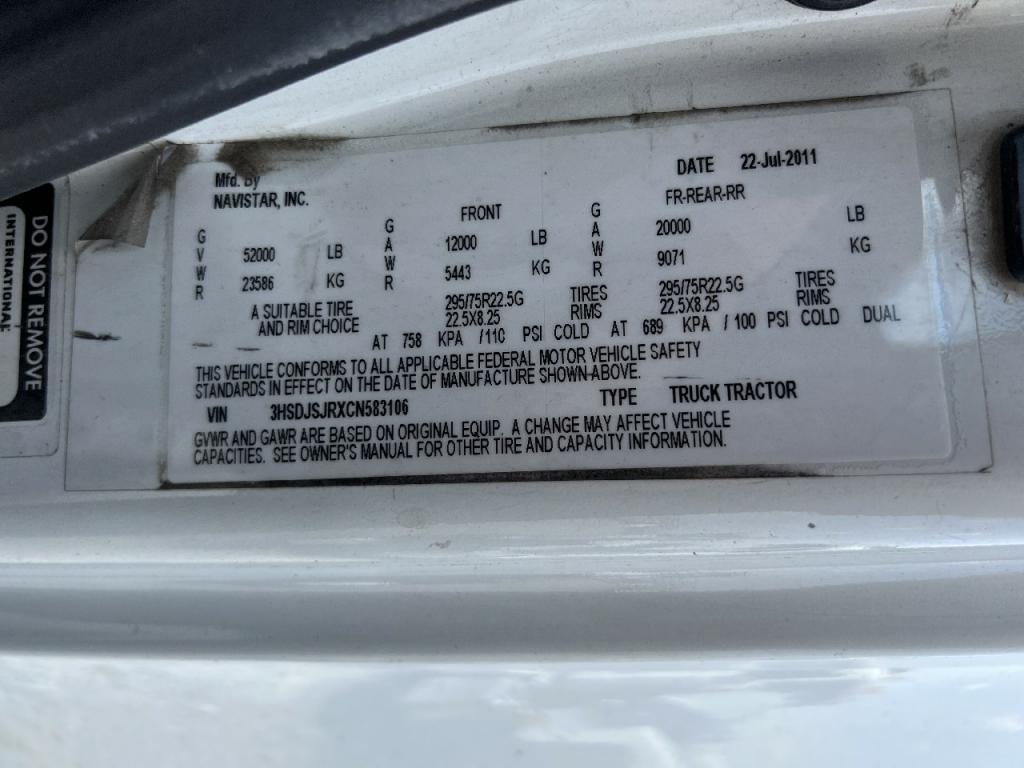 Mfd. By
NAVISTAR, INC.
DATE 22-Jul-2011
FRONT
FR-REAR-RR
GVWR 52000 LB
23586 KG
GAWR 12000 LB
5443 KG
GAWR 20000 LB
9071 KG
A SUITABLE TIRE
AND RIM CHOICE
295/75R22.5G TIRES 295/75R22.5G TIRES
22.5X8.25 RIMS 22.5X8.25 RIMS
AT 758 KPA / 110 PSI COLD AT 689 KPA / 100 PSI COLD DUAL
THIS VEHICLE CONFORMS TO ALL APPLICABLE FEDERAL MOTOR VEHICLE SAFETY
STANDARDS IN EFFECT ON THE DATE OF MANUFACTURE SHOWN ABOVE.
VIN 3HSDJSJRXCN583106 TYPE TRUCK TRACTOR
GVWR AND GAWR ARE BASED ON ORIGINAL EQUIP. A CHANGE MAY AFFECT VEHICLE
CAPACITIES. SEE OWNER'S MANUAL FOR OTHER TIRE AND CAPACITY INFORMATION.
DO NOT REMOVE
INTERNATIONAL